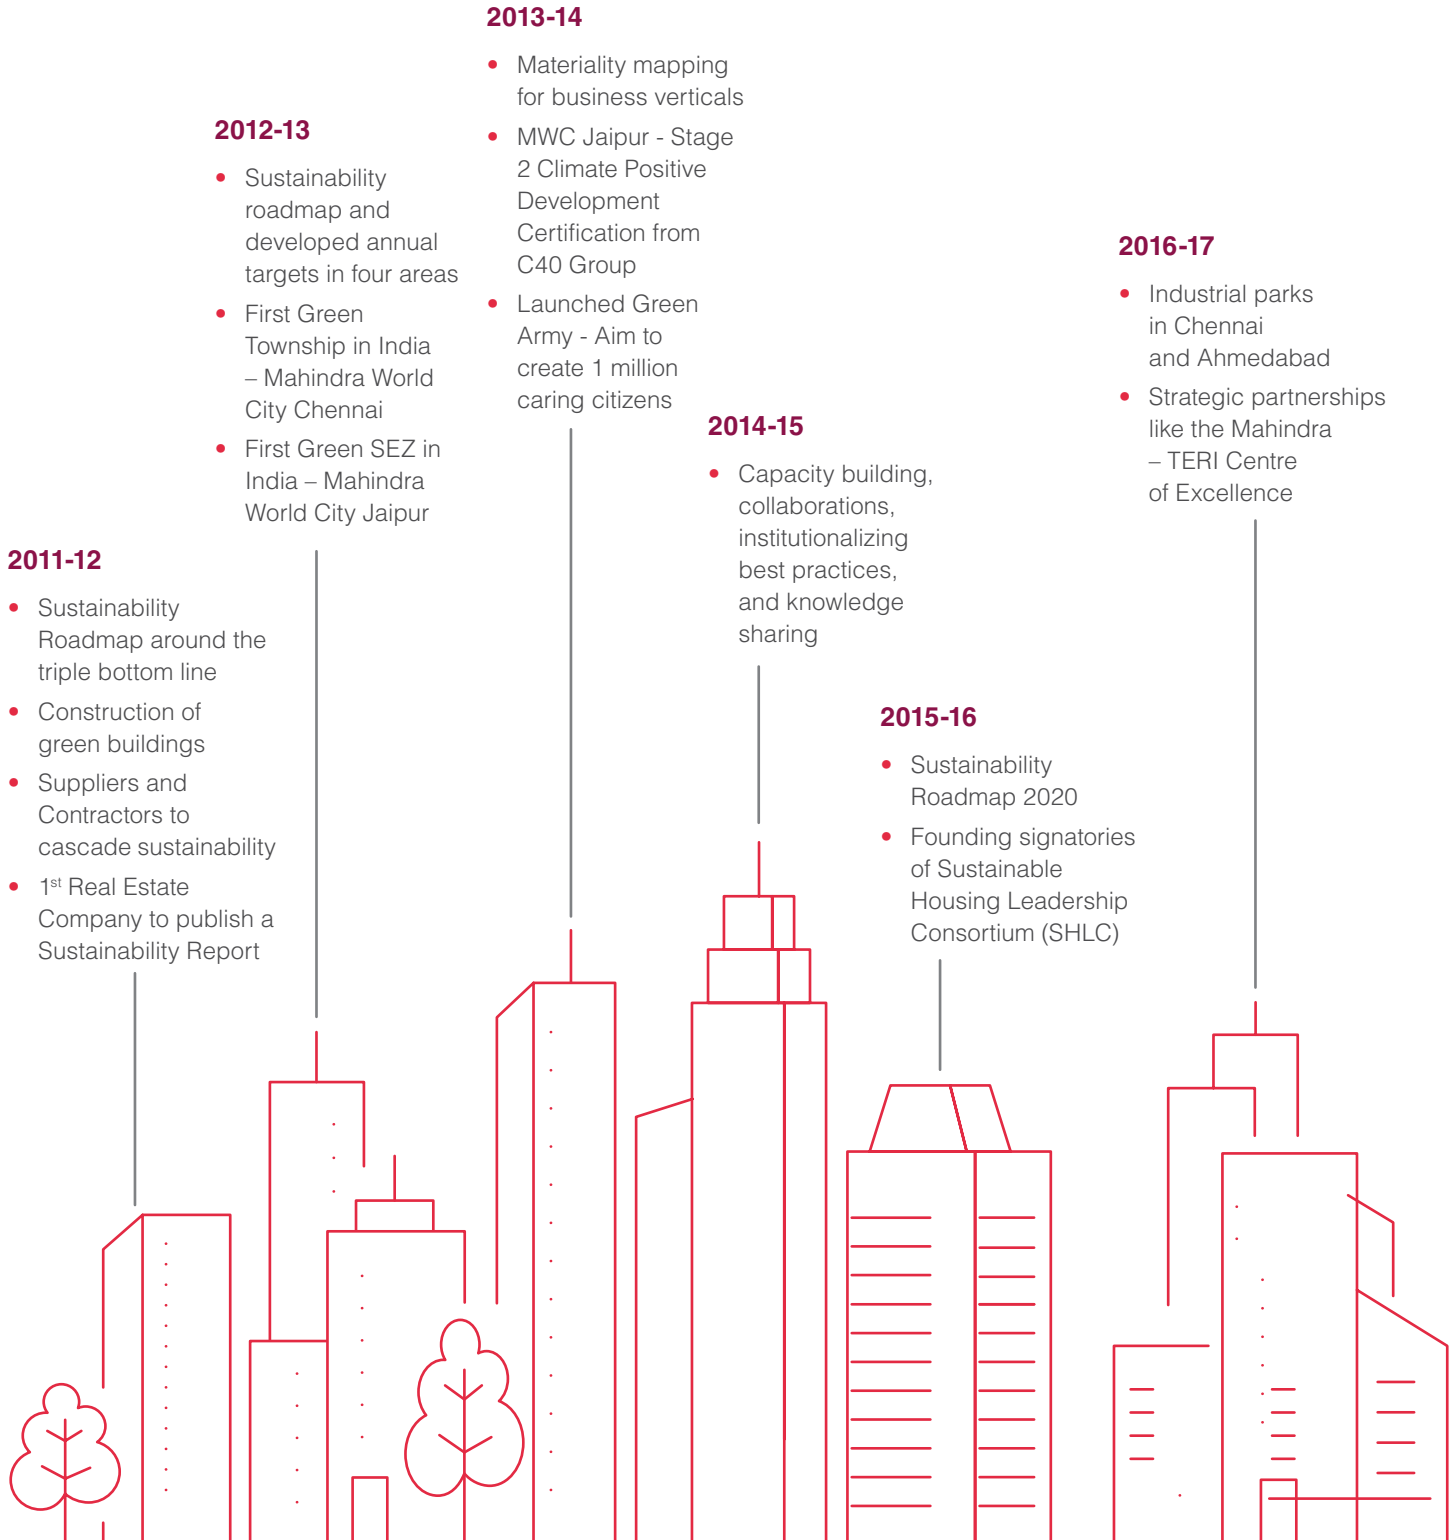 2011-12
• Sustainability
Roadmap around the
triple bottom line
• Construction of
green buildings
• Suppliers and
Contractors to
cascade sustainability
• 1st Real Estate
Company to publish a
Sustainability Report
2012-13
• Sustainability
roadmap and
developed annual
targets in four areas
• First Green
Township in India
– Mahindra World
City Chennai
• First Green SEZ in
India – Mahindra
World City Jaipur
2013-14
• Materiality mapping
for business verticals
• MWC Jaipur - Stage
2 Climate Positive
Development
Certification from
C40 Group
• Launched Green
Army - Aim to
create 1 million
caring citizens
2014-15
• Capacity building,
collaborations,
institutionalizing
best practices,
and knowledge
sharing
2015-16
• Sustainability
Roadmap 2020
• Founding signatories
of Sustainable
Housing Leadership
Consortium (SHLC)
2016-17
• Industrial parks
in Chennai
and Ahmedabad
• Strategic partnerships
like the Mahindra
– TERI Centre
of Excellence